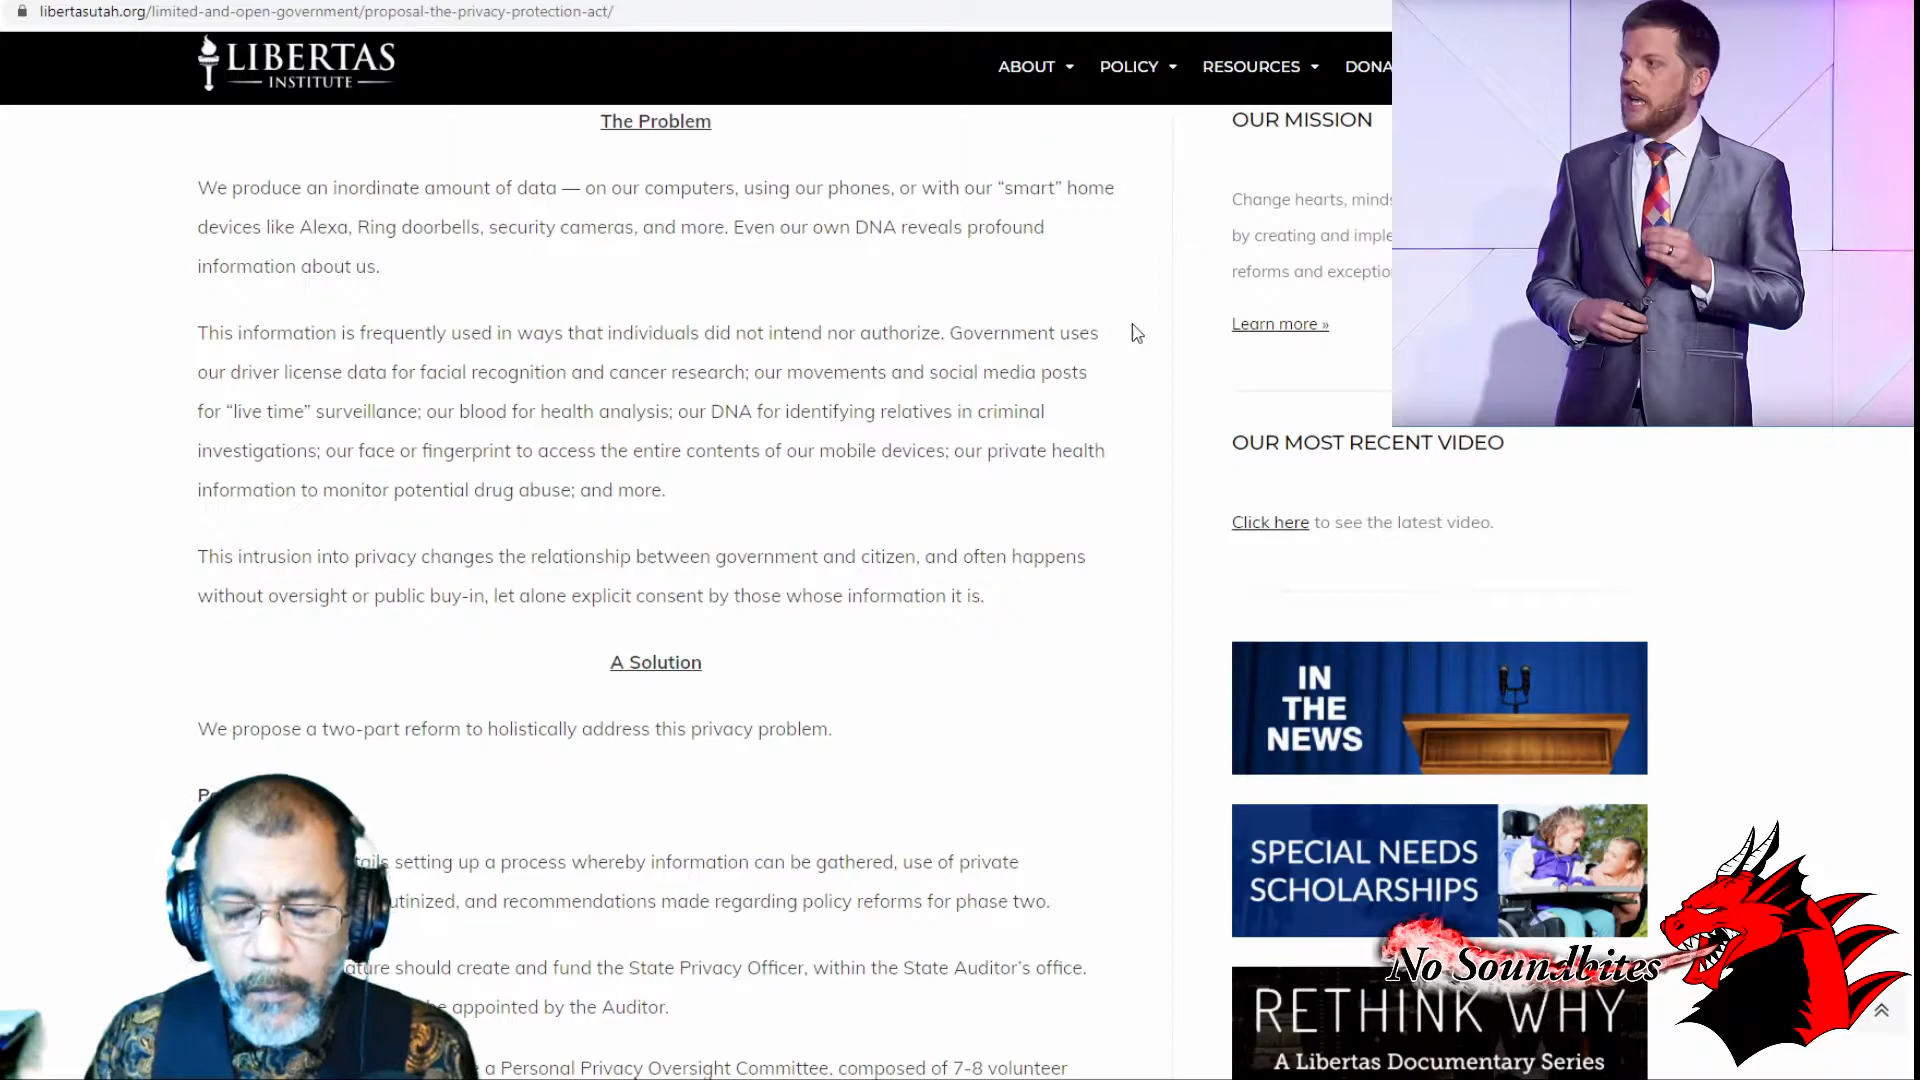 libertasutah.org/limited-and-open-government/proposal-the-privacy-protection-act/
LIBERTAS
INSTITUTE
ABOUT
POLICY
RESOURCES
DONA
The Problem
We produce an inordinate amount of data — on our computers, using our phones, or with our “smart” home
devices like Alexa, Ring doorbells, security cameras, and more. Even our own DNA reveals profound
information about us.
This information is frequently used in ways that individuals did not intend nor authorize. Government uses
our driver license data for facial recognition and cancer research; our movements and social media posts
for “live time” surveillance; our blood for health analysis; our DNA for identifying relatives in criminal
investigations; our face or fingerprint to access the entire contents of our mobile devices; our private health
information to monitor potential drug abuse; and more.
This intrusion into privacy changes the relationship between government and citizen, and often happens
without oversight or public buy-in, let alone explicit consent by those whose information it is.
A Solution
We propose a two-part reform to holistically address this privacy problem.
setting up a process whereby information can be gathered, use of private
and recommendations made regarding policy reforms for phase two.
should create and fund the State Privacy Officer, within the State Auditor’s office.
appointed by the Auditor.
a Personal Privacy Oversight Committee, composed of 7-8 volunteer
OUR MISSION
Change hearts, minds
by creating and imple
reforms and exceptio
Learn more »
OUR MOST RECENT VIDEO
Click here to see the latest video.
IN
THE
NEWS
SPECIAL NEEDS
SCHOLARSHIPS
No Soundbites
RETHINK WHY
A Libertas Documentary Series